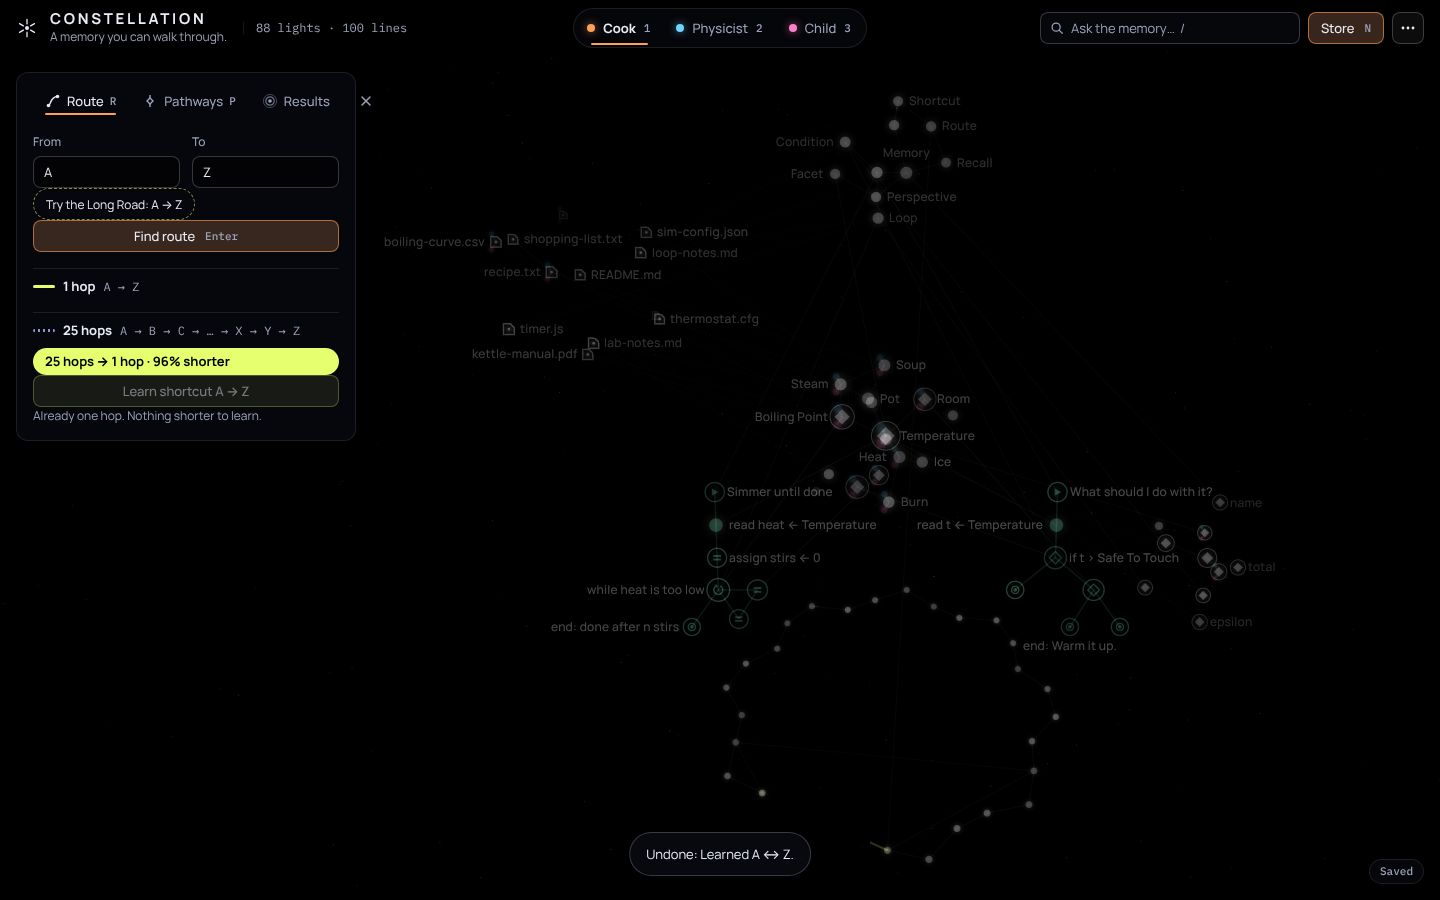 CONSTELLATION
A memory you can walk through.
88 lights · 100 lines
Cook 1
Physicist 2
Child 3
Ask the memory… /
Store N
Route R
Pathways P
Results
From
To
A
Z
Try the Long Road: A → Z
Find route Enter
1 hop A → Z
25 hops A → B → C → … → X → Y → Z
25 hops → 1 hop · 96% shorter
Learn shortcut A → Z
Already one hop. Nothing shorter to learn.
Shortcut
Route
Condition
Memory
Recall
Facet
Perspective
Loop
boiling-curve.csv
shopping-list.txt
sim-config.json
loop-notes.md
recipe.txt
README.md
thermostat.cfg
timer.js
lab-notes.md
kettle-manual.pdf
Soup
Steam
Pot
Room
Boiling Point
Temperature
Heat
Ice
Burn
Simmer until done
What should I do with it?
name
read heat ← Temperature
read t ← Temperature
assign stirs ← 0
if t > Safe To Touch
total
while heat is too low
end: done after n stirs
epsilon
end: Warm it up.
Undone: Learned A ↔ Z.
Saved